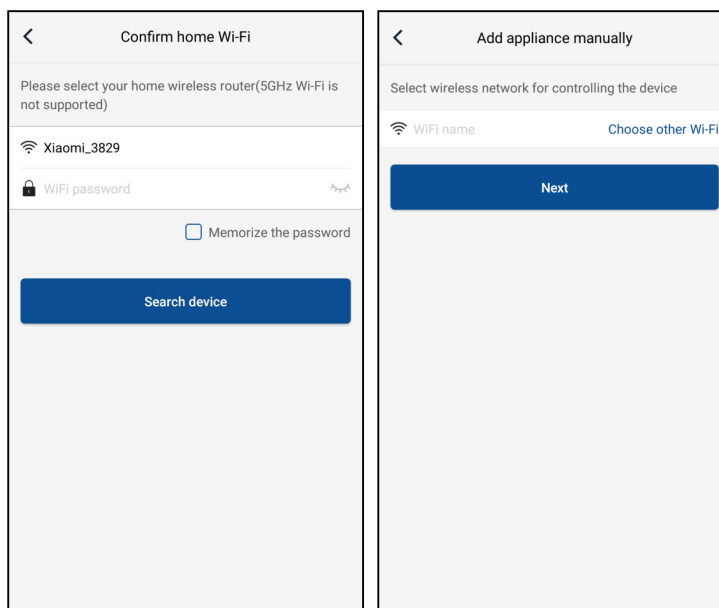 Confirm home Wi-Fi
Please select your home wireless router(5GHz Wi-Fi is
not supported)
Xiaomi_3829
WiFi password
Memorize the password
Search device
Add appliance manually
Select wireless network for controlling the device
WiFi name
Choose other Wi-Fi
Next